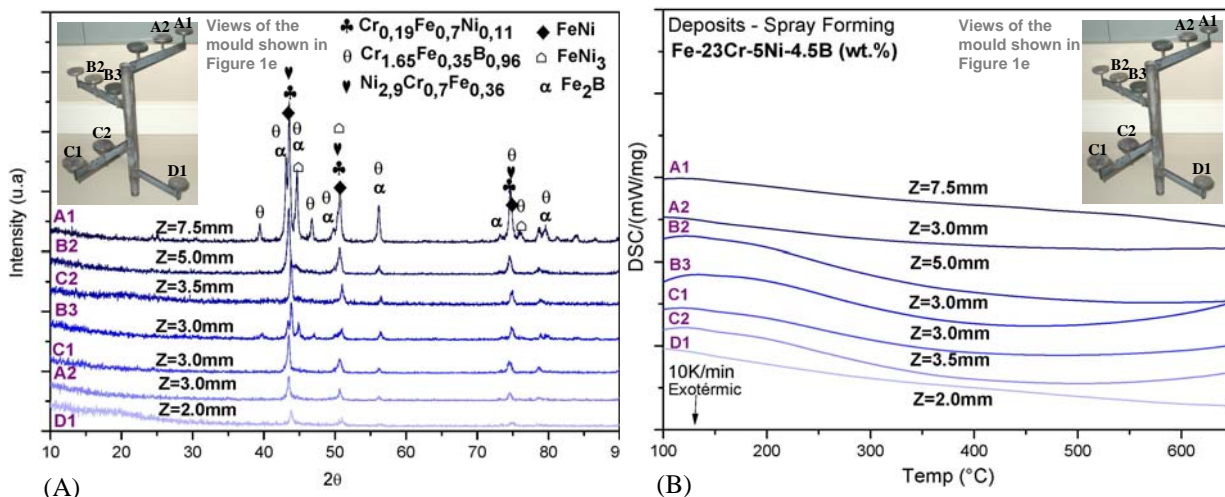 Views of the
mould shown in
Figure 1e
A2 A1
B2
B3
C2
C1
D1
♣ Cr0,19Fe0,7Ni0,11 ◆ FeNi
θ Cr1.65Fe0,35B0,96 ⌂ FeNi3
♥ Ni2,9Cr0,7Fe0,36 α Fe2B
♥
♣
◆
θ
α
θ
α
⌂
θ
θ
θ
α
⌂
♥
♣
◆
θ
α
θ
♥
♣
◆
α
θ
⌂
θ
α
A1
Z=7.5mm
B2
Z=5.0mm
C2
Z=3.5mm
B3
Z=3.0mm
C1
Z=3.0mm
A2
Z=3.0mm
Z=2.0mm
D1
Intensity (u.a)
10 20 30 40 50 60 70 80 90
2θ
(A)
Deposits - Spray Forming
Fe-23Cr-5Ni-4.5B (wt.%)
Views of the
mould shown in
Figure 1e
A2 A1
B2
B3
C2
C1
D1
A1
Z=7.5mm
A2
Z=3.0mm
B2
Z=5.0mm
B3
Z=3.0mm
C1
Z=3.0mm
C2
Z=3.5mm
D1
10K/min
Exotérmic
Z=2.0mm
DSC/(mW/mg)
100 200 300 400 500 600
Temp (°C)
(B)